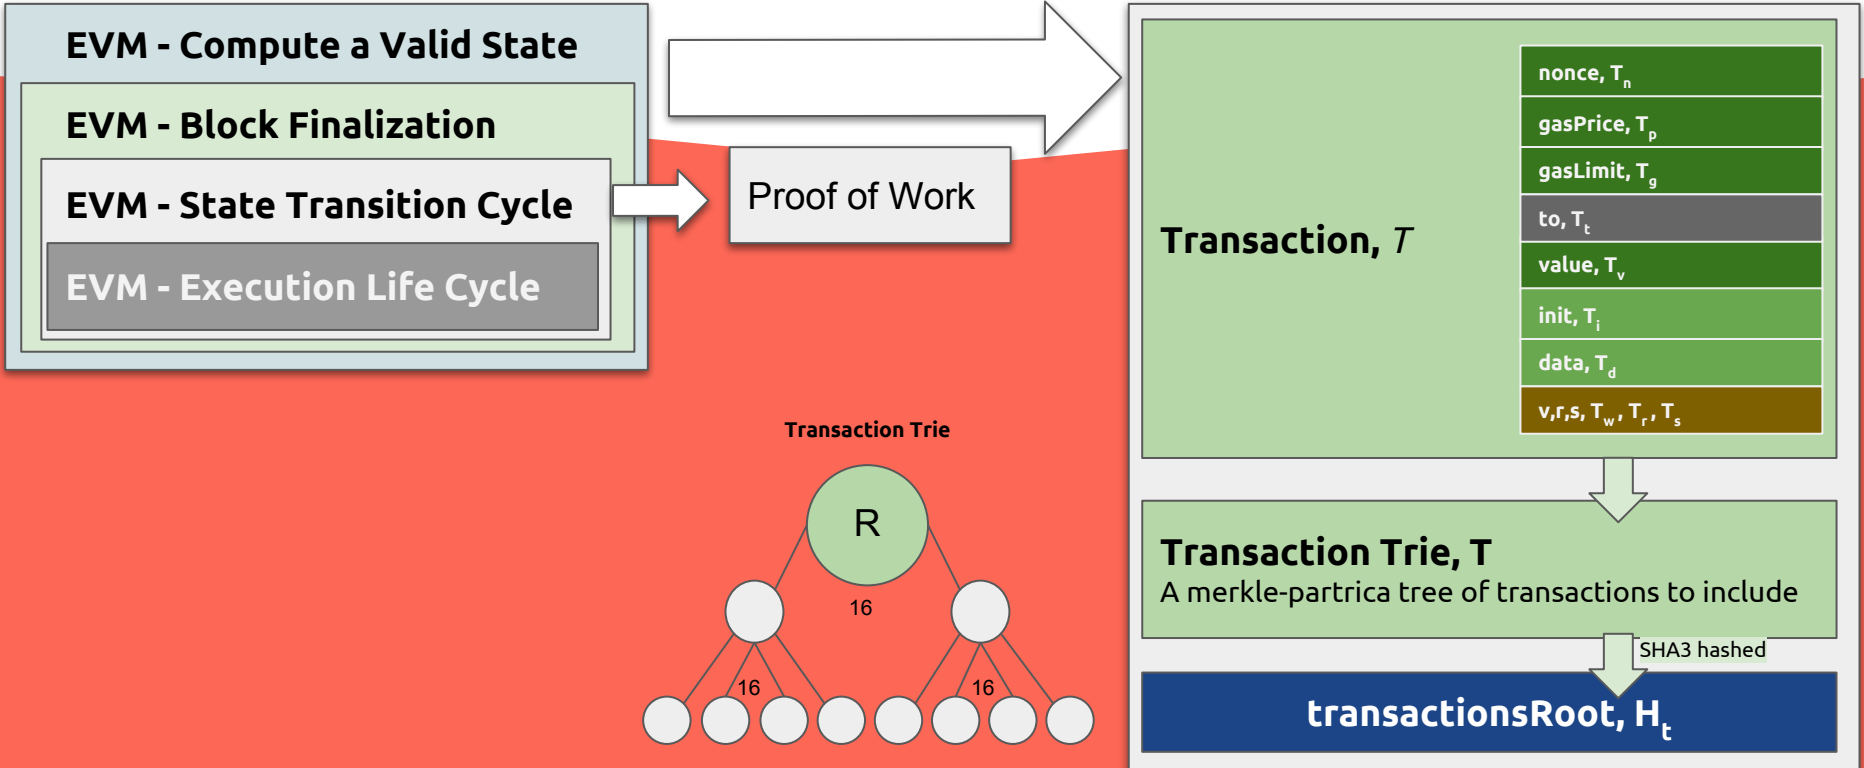 EVM - Compute a Valid State
EVM - Block Finalization
EVM - State Transition Cycle
EVM - Execution Life Cycle
Proof of Work
Transaction Trie
R
16
16
16
Transaction, T
nonce, Tn
gasPrice, Tp
gasLimit, Tg
to, Tt
value, Tv
init, Ti
data, Td
v,r,s, Tw, Tr, Ts
Transaction Trie, T
A merkle-partrica tree of transactions to include
SHA3 hashed
transactionsRoot, Ht